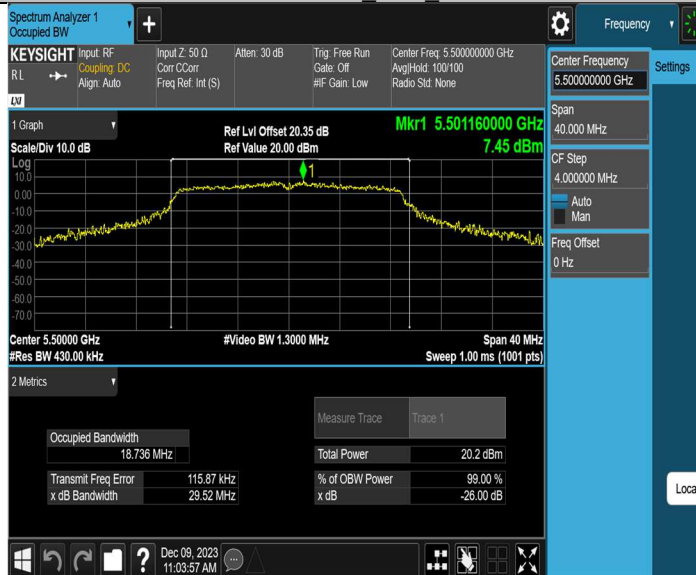 Spectrum Analyzer 1
Occupied BW
Frequency
KEYSIGHT
Input: RF
Coupling: DC
Align: Auto
Input Z: 50 Ω
Corr CCorr
Freq Ref: Int (S)
Atten: 30 dB
Trig: Free Run
Gate: Off
#IF Gain: Low
Center Freq: 5.500000000 GHz
Avg|Hold: 100/100
Radio Std: None
RL
LXI
1 Graph
Scale/Div 10.0 dB
Ref Lvl Offset 20.35 dB
Ref Value 20.00 dBm
Mkr1 5.501160000 GHz
7.45 dBm
Log
10.0
0.00
-10.0
-20.0
-30.0
-40.0
-50.0
-60.0
-70.0
1
Center 5.50000 GHz
#Video BW 1.3000 MHz
Span 40 MHz
#Res BW 430.00 kHz
Sweep 1.00 ms (1001 pts)
2 Metrics
Measure Trace
Trace 1
Occupied Bandwidth
18.736 MHz
Total Power
20.2 dBm
Transmit Freq Error
115.87 kHz
% of OBW Power
99.00 %
x dB Bandwidth
29.52 MHz
x dB
-26.00 dB
Dec 09, 2023
11:03:57 AM
Center Frequency
5.500000000 GHz
Settings
Span
40.000 MHz
CF Step
4.000000 MHz
Auto
Man
Freq Offset
0 Hz
Loca